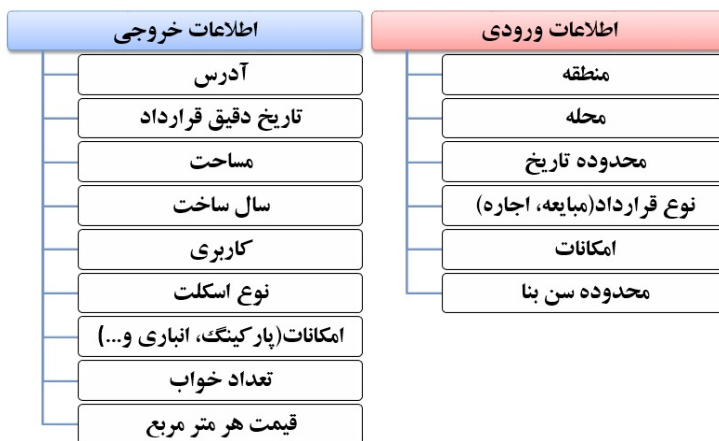 اطلاعات ورودی
منطقه
محله
محدوده تاریخ
نوع قرارداد(مبایعه، اجاره)
امکانات
محدوده سن بنا
اطلاعات خروجی
آدرس
تاریخ دقیق قرارداد
مساحت
سال ساخت
کاربری
نوع اسکلت
امکانات(پارکینگ، انباری و...)
تعداد خواب
قیمت هر متر مربع